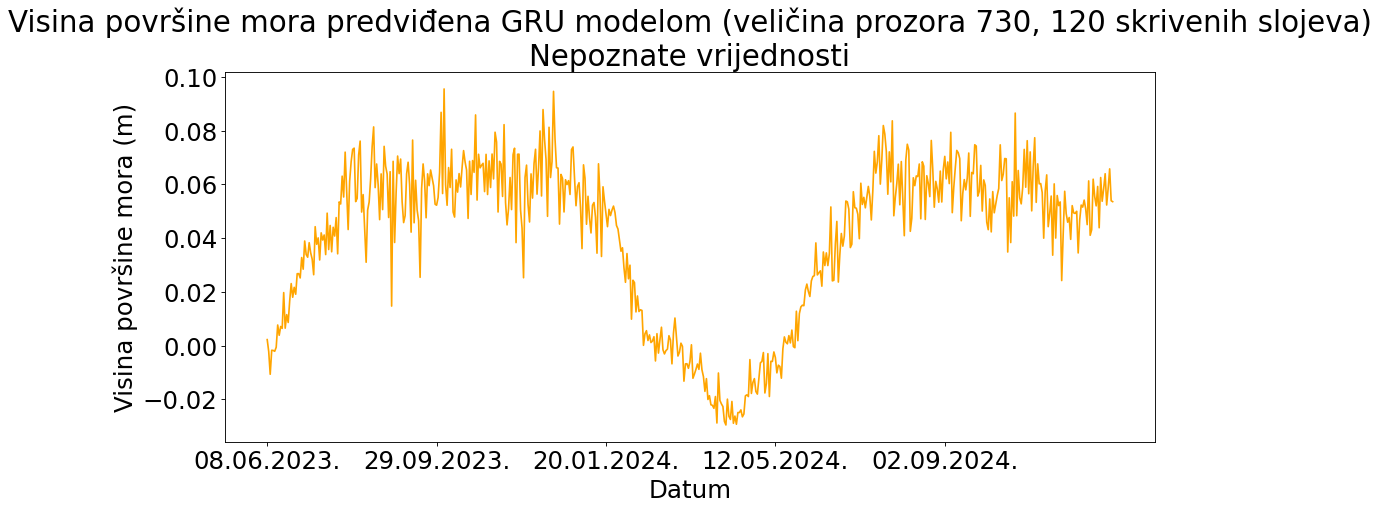 Visina površine mora predviđena GRU modelom (veličina prozora 730, 120 skrivenih slojeva)
Nepoznate vrijednosti
0.10
0.08
0.06
0.04
0.02
0.00
−0.02
Visina površine mora (m)
08.06.2023. 29.09.2023. 20.01.2024. 12.05.2024. 02.09.2024.
Datum